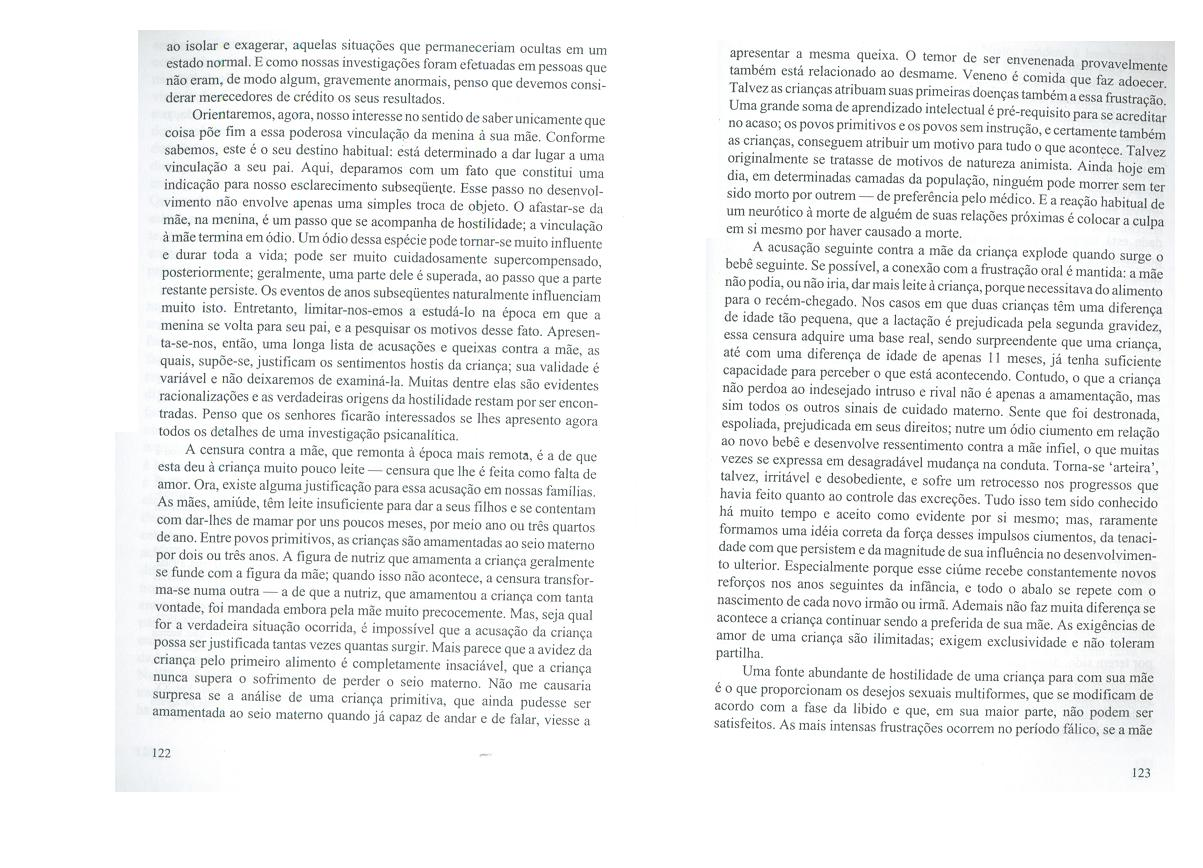 ao isolar e exagerar, aquelas situações que permaneceriam ocultas em um
estado normal. E como nossas investigações foram efetuadas em pessoas que
não eram, de modo algum, gravemente anormais, penso que devemos consi-
derar merecedores de crédito os seus resultados.
Orientaremos, agora, nosso interesse no sentido de saber unicamente que
coisa põe fim a essa poderosa vinculação da menina à sua mãe. Conforme
sabemos, este é o seu destino habitual: está determinado a dar lugar a uma
vinculação a seu pai. Aqui, deparamos com um fato que constitui uma
indicação para nosso esclarecimento subseqüente. Esse passo no desenvol-
vimento não envolve apenas uma simples troca de objeto. O afastar-se da
mãe, na menina, é um passo que se acompanha de hostilidade; a vinculação
à mãe termina em ódio. Um ódio dessa espécie pode tornar-se muito influente
e durar toda a vida; pode ser muito cuidadosamente supercompensado,
posteriormente; geralmente, uma parte dele é superada, ao passo que a parte
restante persiste. Os eventos de anos subseqüentes naturalmente influenciam
muito isto. Entretanto, limitar-nos-emos a estudá-lo na época em que a
menina se volta para seu pai, e a pesquisar os motivos desse fato. Apresen-
ta-se-nos, então, uma longa lista de acusações e queixas contra a mãe, as
quais, supõe-se, justificam os sentimentos hostis da criança; sua validade é
variável e não deixaremos de examiná-la. Muitas dentre elas são evidentes
racionalizações e as verdadeiras origens da hostilidade restam por ser encon-
tradas. Penso que os senhores ficarão interessados se lhes apresento agora
todos os detalhes de uma investigação psicanalítica.
A censura contra a mãe, que remonta à época mais remota, é a de que
esta deu à criança muito pouco leite — censura que lhe é feita como falta de
amor. Ora, existe alguma justificação para essa acusação em nossas famílias.
As mães, amiúde, têm leite insuficiente para dar a seus filhos e se contentam
com dar-lhes de mamar por uns poucos meses, por meio ano ou três quartos
de ano. Entre povos primitivos, as crianças são amamentadas ao seio materno
por dois ou três anos. A figura de nutriz que amamenta a criança geralmente
se funde com a figura da mãe; quando isso não acontece, a censura transfor-
ma-se numa outra — a de que a nutriz, que amamentou a criança com tanta
vontade, foi mandada embora pela mãe muito precocemente. Mas, seja qual
for a verdadeira situação ocorrida, é impossível que a acusação da criança
possa ser justificada tantas vezes quantas surgir. Mais parece que a avidez da
criança pelo primeiro alimento é completamente insaciável, que a criança
nunca supera o sofrimento de perder o seio materno. Não me causaria
surpresa se a análise de uma criança primitiva, que ainda pudesse ser
amamentada ao seio materno quando já capaz de andar e de falar, viesse a
122
apresentar a mesma queixa. O temor de ser envenenada provavelmente
também está relacionado ao desmame. Veneno é comida que faz adoecer.
Talvez as crianças atribuam suas primeiras doenças também a essa frustração.
Uma grande soma de aprendizado intelectual é pré-requisito para se acreditar
no acaso; os povos primitivos e os povos sem instrução, e certamente também
as crianças, conseguem atribuir um motivo para tudo o que acontece. Talvez
originalmente se tratasse de motivos de natureza animista. Ainda hoje em
dia, em determinadas camadas da população, ninguém pode morrer sem ter
sido morto por outrem — de preferência pelo médico. E a reação habitual de
um neurótico à morte de alguém de suas relações próximas é colocar a culpa
em si mesmo por haver causado a morte.
A acusação seguinte contra a mãe da criança explode quando surge o
bebê seguinte. Se possível, a conexão com a frustração oral é mantida: a mãe
não podia, ou não iria, dar mais leite à criança, porque necessitava do alimento
para o recém-chegado. Nos casos em que duas crianças têm uma diferença
de idade tão pequena, que a lactação é prejudicada pela segunda gravidez,
essa censura adquire uma base real, sendo surpreendente que uma criança,
até com uma diferença de idade de apenas 11 meses, já tenha suficiente
capacidade para perceber o que está acontecendo. Contudo, o que a criança
não perdoa ao indesejado intruso e rival não é apenas a amamentação, mas
sim todos os outros sinais de cuidado materno. Sente que foi destronada,
espoliada, prejudicada em seus direitos; nutre um ódio ciumento em relação
ao novo bebê e desenvolve ressentimento contra a mãe infiel, o que muitas
vezes se expressa em desagradável mudança na conduta. Torna-se ‘arteira’,
talvez, irritável e desobediente, e sofre um retrocesso nos progressos que
havia feito quanto ao controle das excreções. Tudo isso tem sido conhecido
há muito tempo e aceito como evidente por si mesmo; mas, raramente
formamos uma idéia correta da força desses impulsos ciumentos, da tenaci-
dade com que persistem e da magnitude de sua influência no desenvolvimen-
to ulterior. Especialmente porque esse ciúme recebe constantemente novos
reforços nos anos seguintes da infância, e todo o abalo se repete com o
nascimento de cada novo irmão ou irmã. Ademais não faz muita diferença se
acontece a criança continuar sendo a preferida de sua mãe. As exigências de
amor de uma criança são ilimitadas; exigem exclusividade e não toleram
partilha.
Uma fonte abundante de hostilidade de uma criança para com sua mãe
é o que proporcionam os desejos sexuais multiformes, que se modificam de
acordo com a fase da libido e que, em sua maior parte, não podem ser
satisfeitos. As mais intensas frustrações ocorrem no período fálico, se a mãe
123